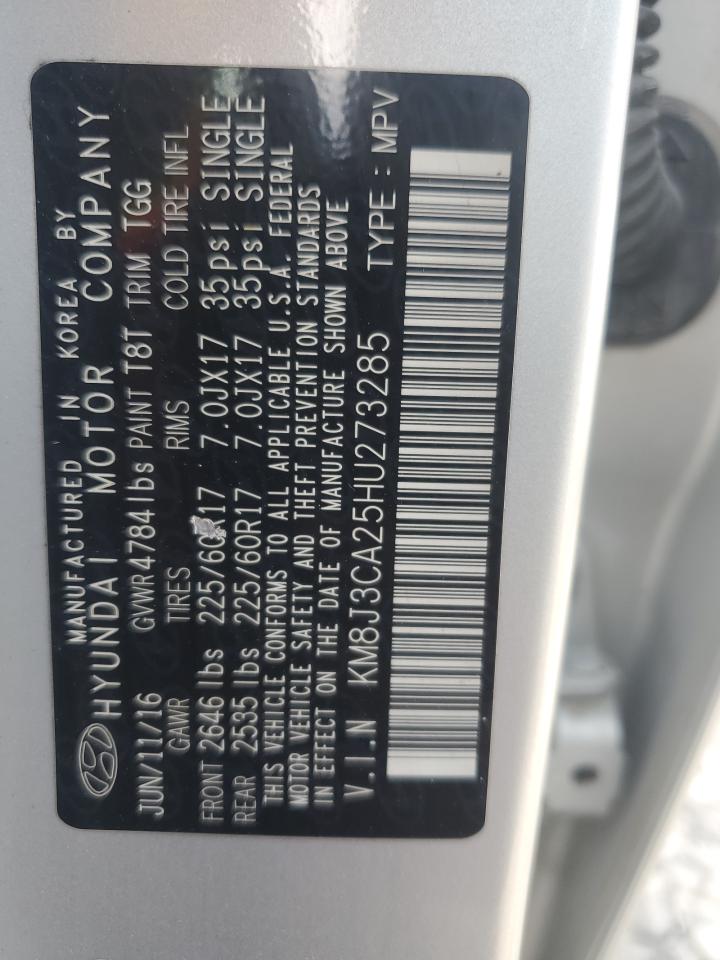 MANUFACTURED IN KOREA BY
HYUNDAI MOTOR COMPANY
JUN/11/16 GVWR 4784 lbs PAINT T8T TRIM TGG
GAWR TIRES RIMS COLD TIRE INFL
FRONT 2646 lbs 225/60R17 7.0JX17 35psi SINGLE
REAR 2535 lbs 225/60R17 7.0JX17 35psi SINGLE
THIS VEHICLE CONFORMS TO ALL APPLICABLE U.S.A. FEDERAL
MOTOR VEHICLE SAFETY AND THEFT PREVENTION STANDARDS
IN EFFECT ON THE DATE OF MANUFACTURE SHOWN ABOVE
V.I.N KM8J3CA25HU273285 TYPE : MPV